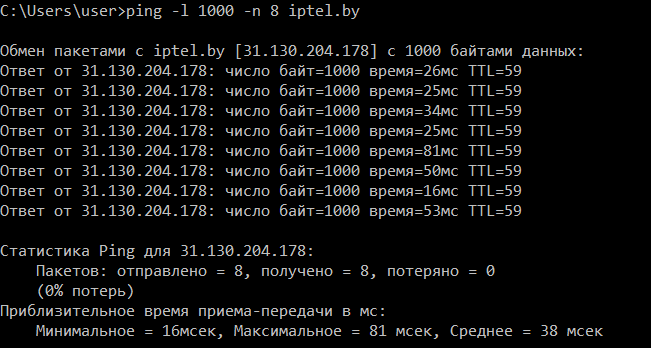 C:\Users\user>ping -l 1000 -n 8 iptel.by
Обмен пакетами с iptel.by [31.130.204.178] с 1000 байтами данных:
Ответ от 31.130.204.178: число байт=1000 время=26мс TTL=59
Ответ от 31.130.204.178: число байт=1000 время=25мс TTL=59
Ответ от 31.130.204.178: число байт=1000 время=34мс TTL=59
Ответ от 31.130.204.178: число байт=1000 время=25мс TTL=59
Ответ от 31.130.204.178: число байт=1000 время=81мс TTL=59
Ответ от 31.130.204.178: число байт=1000 время=50мс TTL=59
Ответ от 31.130.204.178: число байт=1000 время=16мс TTL=59
Ответ от 31.130.204.178: число байт=1000 время=53мс TTL=59
Статистика Ping для 31.130.204.178:
Пакетов: отправлено = 8, получено = 8, потеряно = 0
(0% потерь)
Приблизительное время приема-передачи в мс:
Минимальное = 16мсек, Максимальное = 81 мсек, Среднее = 38 мсек